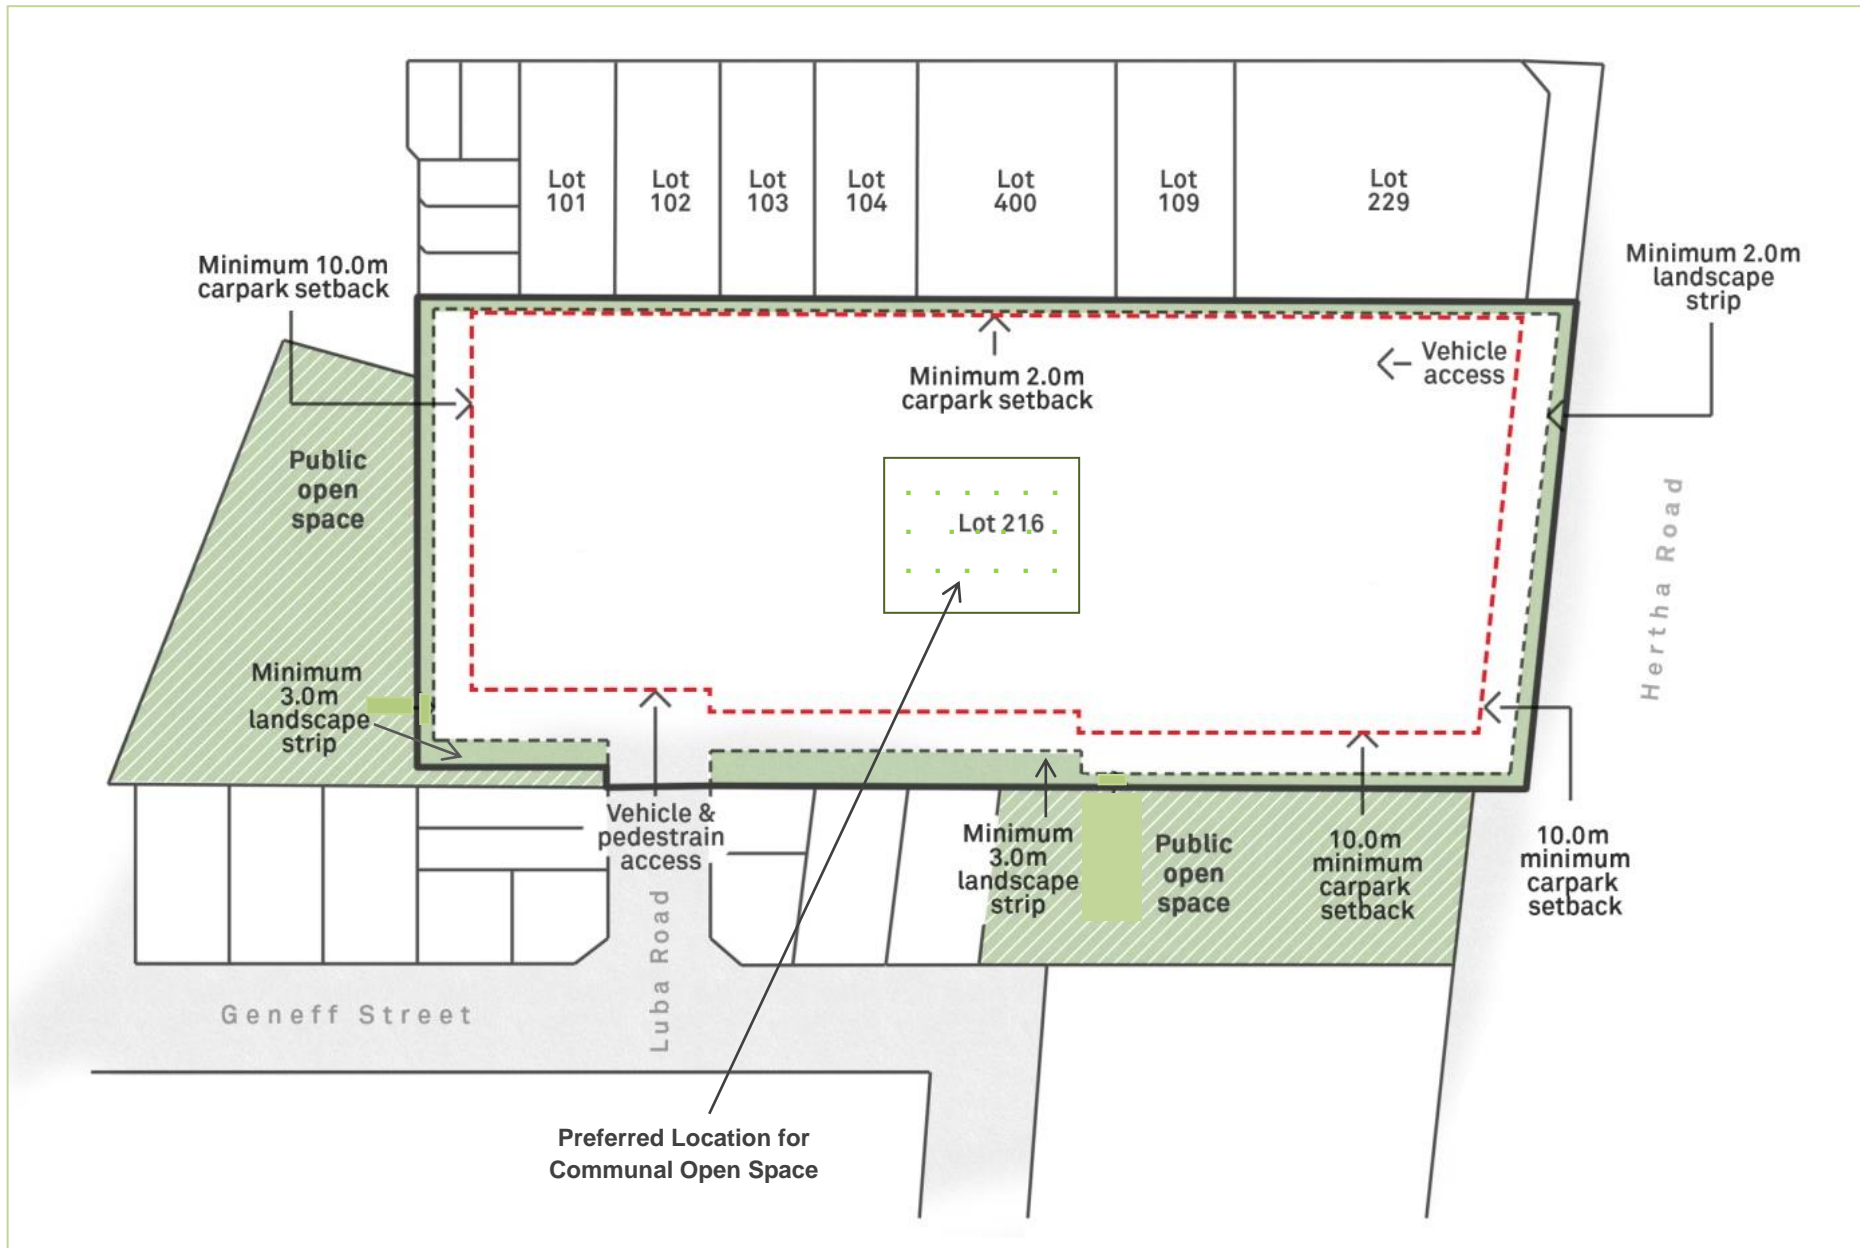 Lot
101
Lot
102
Lot
103
Lot
104
Lot
400
Lot
109
Lot
229
Minimum 10.0m
carpark setback
Minimum 2.0m
landscape
strip
Minimum 2.0m
carpark setback
Vehicle
access
Public
open
space
Lot 216
Hertha Road
Minimum
3.0m
landscape
strip
Vehicle &
pedestrain
access
Minimum
3.0m
landscape
strip
Public
open
space
10.0m
minimum
carpark
setback
10.0m
minimum
carpark
setback
Luba Road
Geneff Street
Preferred Location for
Communal Open Space